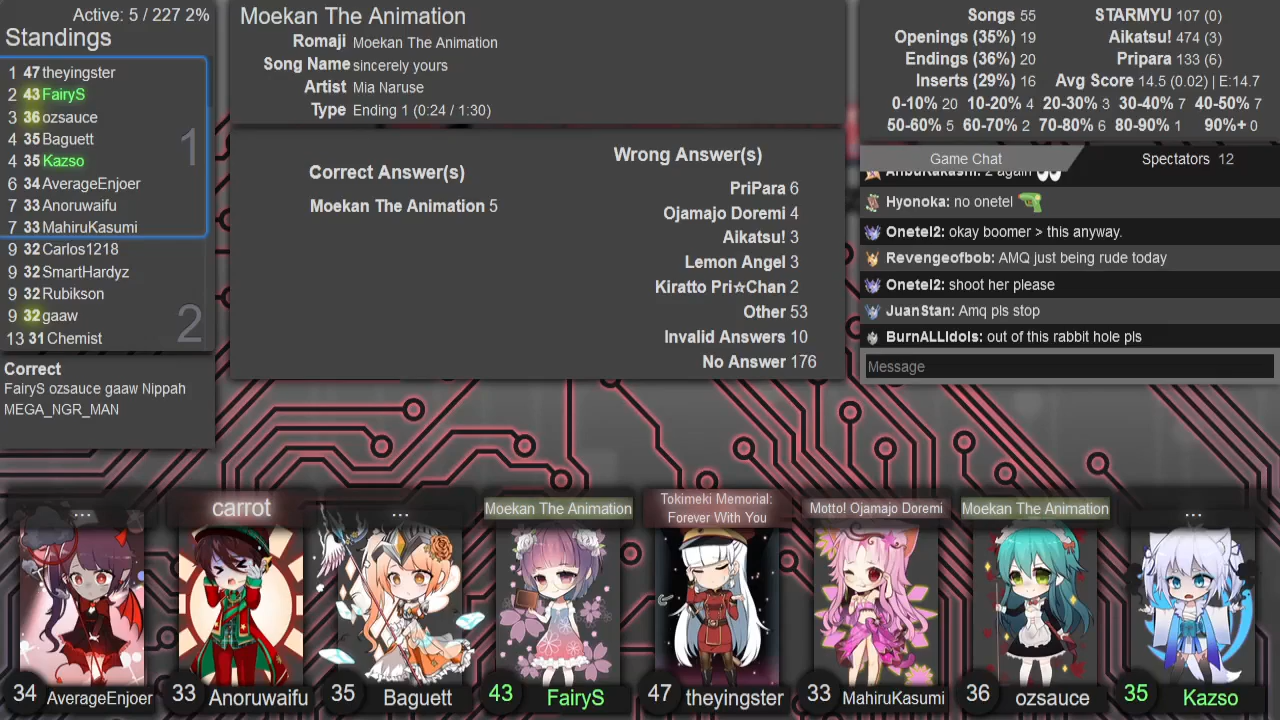 Active: 5 / 227 2%
Standings
1 47 theyingster
2 43 FairyS
3 36 ozsauce
4 35 Baguett
4 35 Kazso
6 34 AverageEnjoer
7 33 Anoruwaifu
7 33 MahiruKasumi
1
9 32 Carlos1218
9 32 SmartHardyz
9 32 Rubikson
9 32 gaaw
13 31 Chemist
2
Correct
FairyS ozsauce gaaw Nippah
MEGA_NGR_MAN
Moekan The Animation
Romaji Moekan The Animation
Song Name sincerely yours
Artist Mia Naruse
Type Ending 1 (0:24 / 1:30)
Correct Answer(s)
Moekan The Animation 5
Wrong Answer(s)
PriPara 6
Ojamajo Doremi 4
Aikatsu! 3
Lemon Angel 3
Kiratto Pri☆Chan 2
Other 53
Invalid Answers 10
No Answer 176
Songs 55 STARMYU 107 (0)
Openings (35%) 19 Aikatsu! 474 (3)
Endings (36%) 20 Pripara 133 (6)
Inserts (29%) 16 Avg Score 14.5 (0.02) | E:14.7
0-10% 20 10-20% 4 20-30% 3 30-40% 7 40-50% 7
50-60% 5 60-70% 2 70-80% 6 80-90% 1 90%+ 0
Game Chat Spectators 12
AnbuKakashi: 2 again
Hyonoka: no onetel
Onetel2: okay boomer > this anyway.
Revengeofbob: AMQ just being rude today
Onetel2: shoot her please
JuanStan: Amq pls stop
BurnALLIdols: out of this rabbit hole pls
Message
...
carrot
...
Moekan The Animation
Tokimeki Memorial:
Forever With You
Motto! Ojamajo Doremi
Moekan The Animation
...
34 AverageEnjoer
33 Anoruwaifu
35 Baguett
43 FairyS
47 theyingster
33 MahiruKasumi
36 ozsauce
35 Kazso